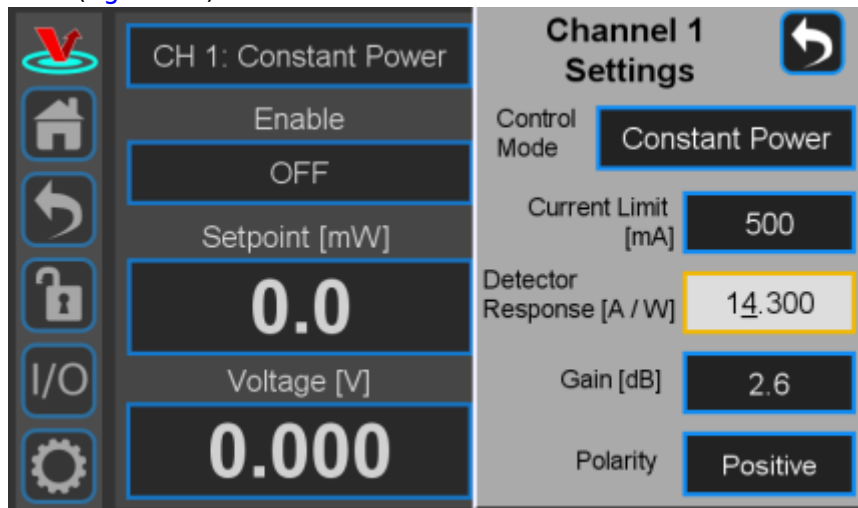 CH 1: Constant Power
Enable
OFF
Setpoint [mW]
0.0
Voltage [V]
0.000
I/O
Channel 1
Settings
Control
Mode
Constant Power
Current Limit
[mA]
500
Detector
Response [A / W]
14.300
Gain [dB]
2.6
Polarity
Positive